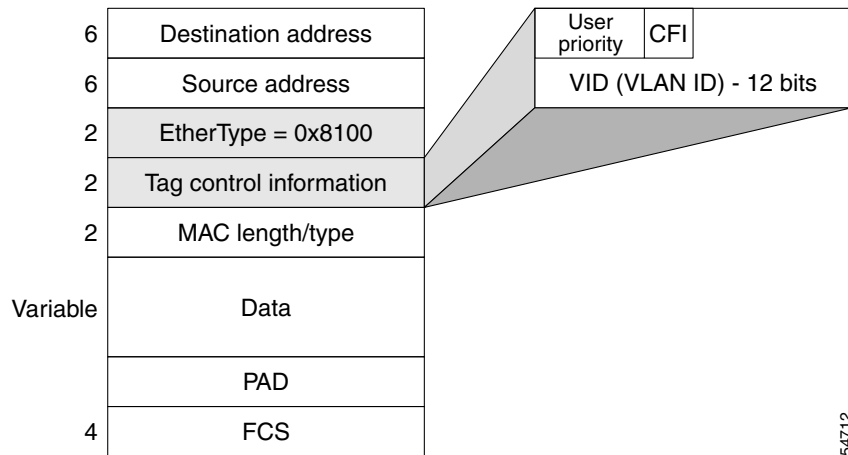 6 Destination address
6 Source address
2 EtherType = 0x8100
2 Tag control information
2 MAC length/type
Variable Data
PAD
4 FCS
User
priority
CFI
VID (VLAN ID) - 12 bits
54712